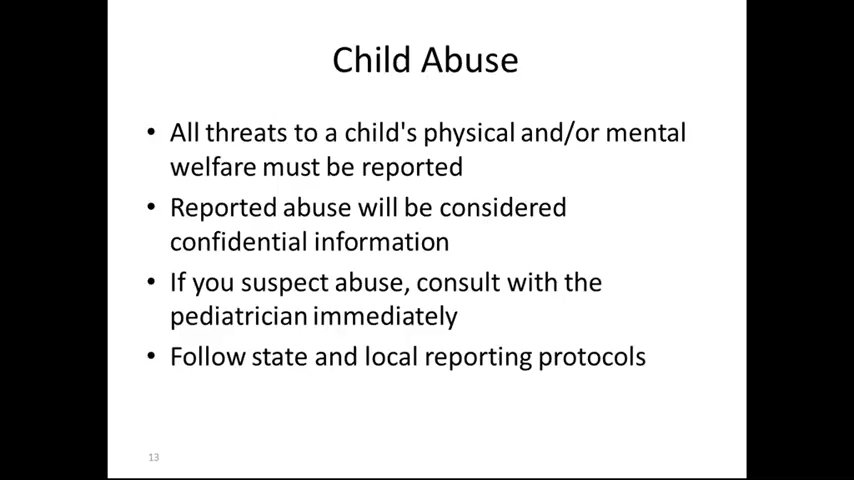 Child Abuse
• All threats to a child's physical and/or mental
welfare must be reported
• Reported abuse will be considered
confidential information
• If you suspect abuse, consult with the
pediatrician immediately
• Follow state and local reporting protocols
13